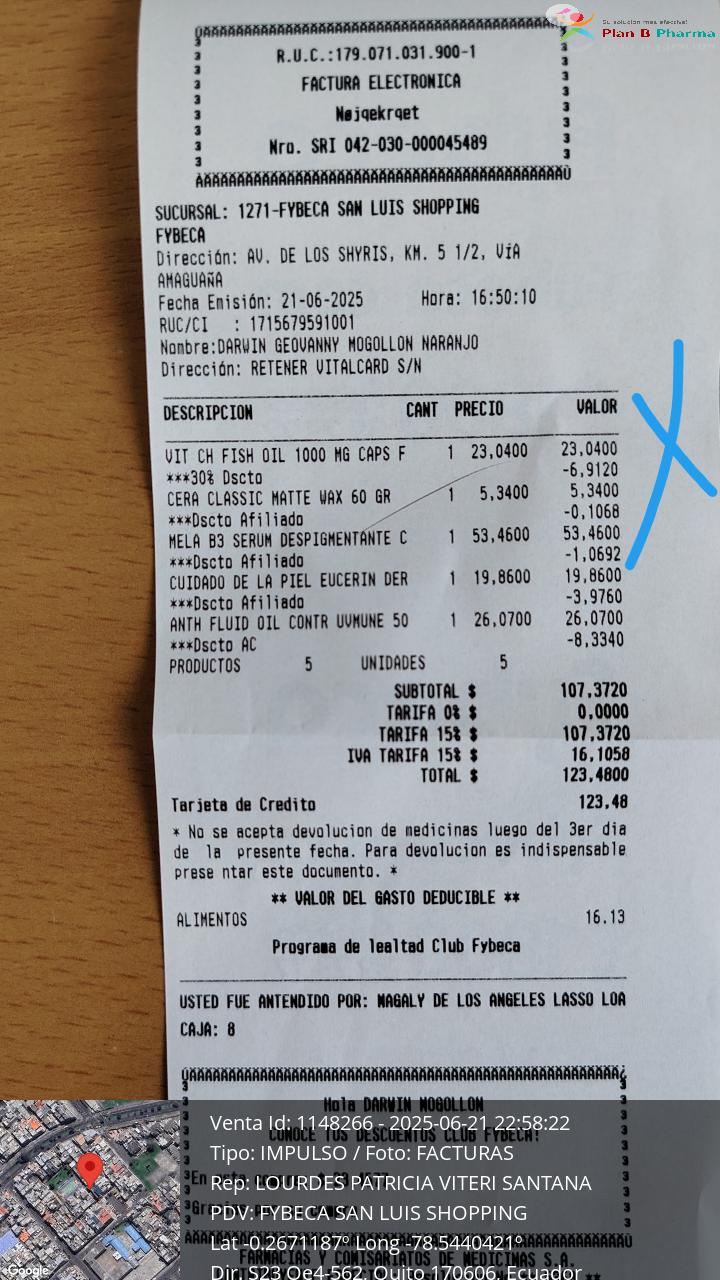 Su solución más efectiva!
Plan B Pharma
R.U.C.:179.071.031.900-1
FACTURA ELECTRONICA
Nøjqekrqet
Nro. SRI 042-030-000045489
SUCURSAL: 1271-FYBECA SAN LUIS SHOPPING
FYBECA
Dirección: AV. DE LOS SHYRIS, KM. 5 1/2, VíA
AMAGUAÑA
Fecha Emisión: 21-06-2025 Hora: 16:50:10
RUC/CI : 1715679591001
Nombre:DARWIN GEOVANNY MOGOLLON NARANJO
Dirección: RETENER VITALCARD S/N
DESCRIPCION CANT PRECIO VALOR
VIT CH FISH OIL 1000 MG CAPS F 1 23,0400 23,0400
***30% Dscto -6,9120
CERA CLASSIC MATTE WAX 60 GR 1 5,3400 5,3400
***Dscto Afiliado -0,1068
MELA B3 SERUM DESPIGMENTANTE C 1 53,4600 53,4600
***Dscto Afiliado -1,0692
CUIDADO DE LA PIEL EUCERIN DER 1 19,8600 19,8600
***Dscto Afiliado -3,9760
ANTH FLUID OIL CONTR UVMUNE 50 1 26,0700 26,0700
***Dscto AC -8,3340
PRODUCTOS 5 UNIDADES 5
SUBTOTAL $ 107,3720
TARIFA 0% $ 0,0000
TARIFA 15% $ 107,3720
IVA TARIFA 15% $ 16,1058
TOTAL $ 123,4800
Tarjeta de Credito 123,48
* No se acepta devolucion de medicinas luego del 3er dia
de la presente fecha. Para devolucion es indispensable
prese ntar este documento. *
** VALOR DEL GASTO DEDUCIBLE **
ALIMENTOS 16.13
Programa de lealtad Club Fybeca
USTED FUE ANTENDIDO POR: MAGALY DE LOS ANGELES LASSO LOA
CAJA: 8
Hola DARWIN MOGOLLON
CONOCE TUS DESCUENTOS CLUB FYBECA!
FARMACIAS Y COMISARIATOS DE MEDICINAS S.A.
Venta Id: 1148266 - 2025-06-21 22:58:22
Tipo: IMPULSO / Foto: FACTURAS
Rep: LOURDES PATRICIA VITERI SANTANA
PDV: FYBECA SAN LUIS SHOPPING
Lat -0.2671187° Long -78.5440421°
Dir: S23 Oe4-562, Quito 170606, Ecuador
Google